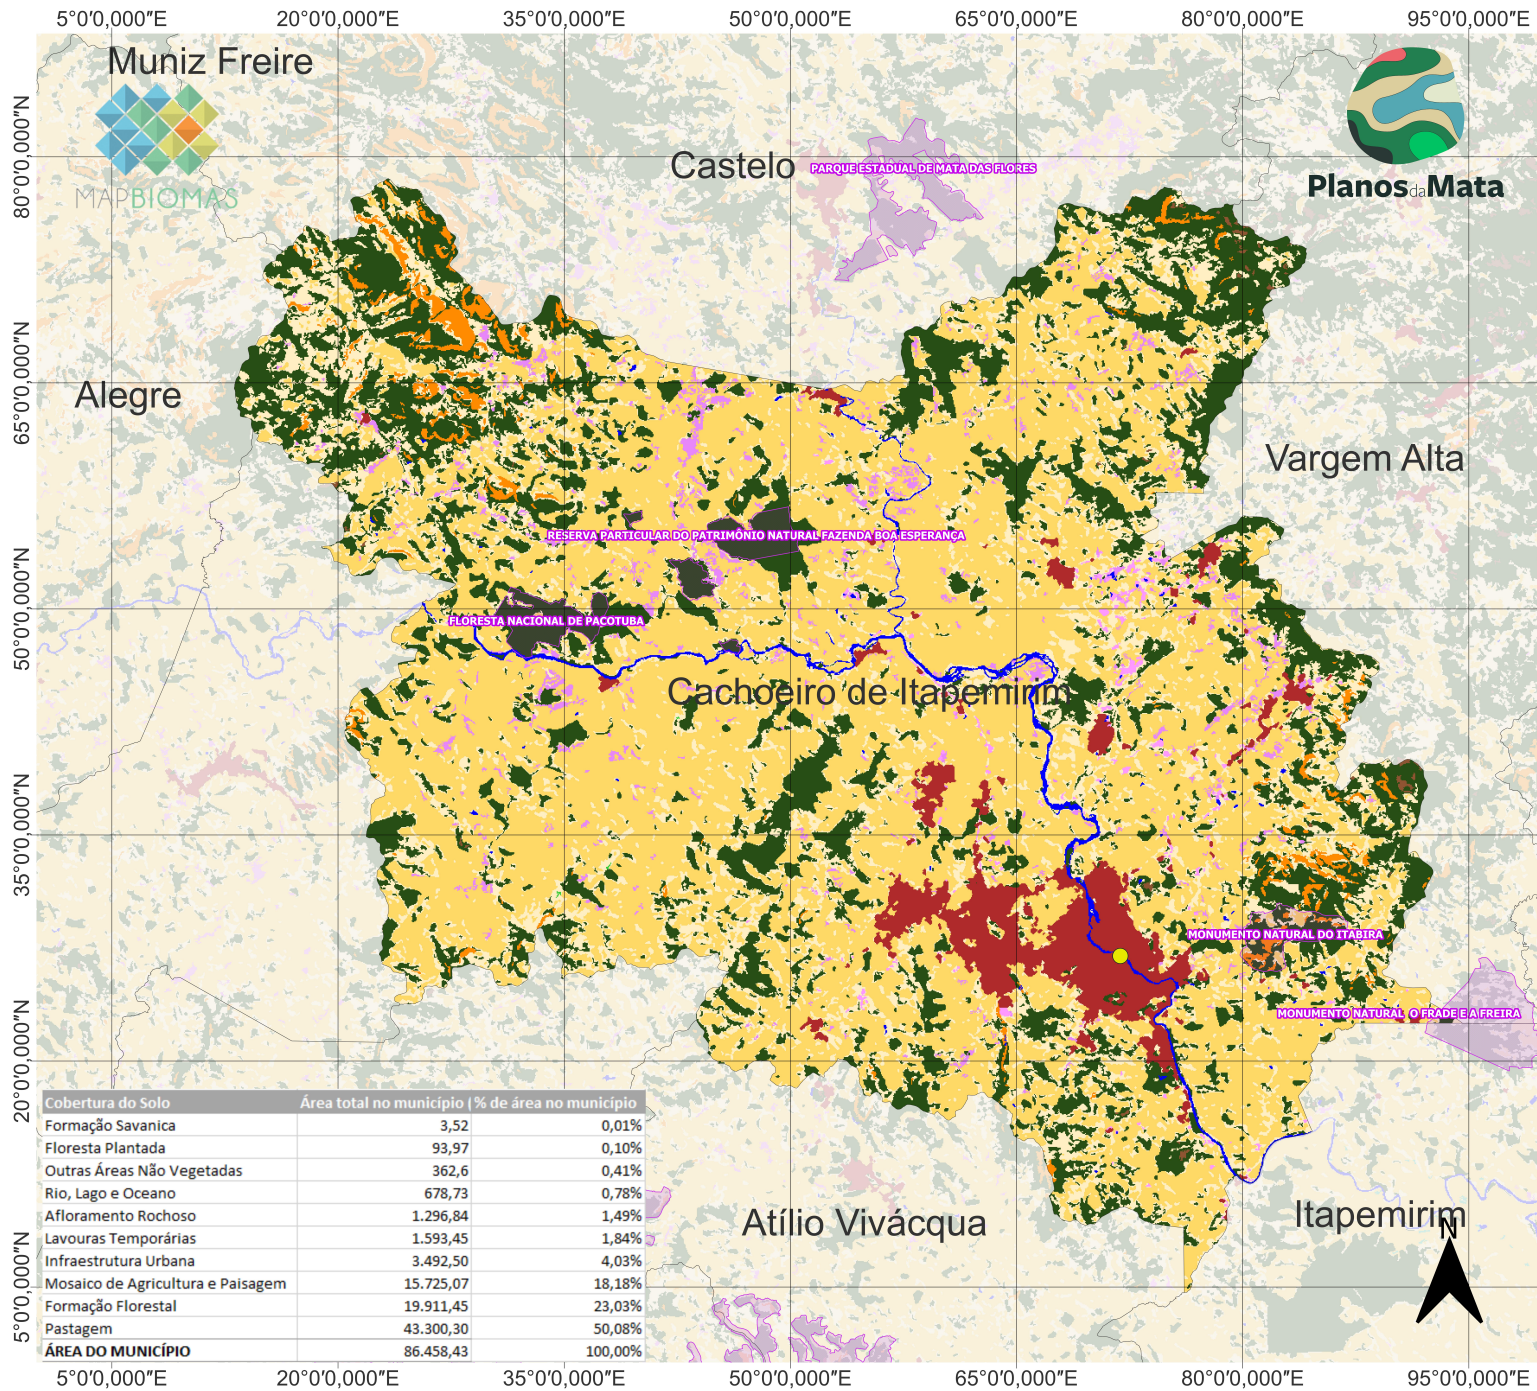 5°0'0,000"E 20°0'0,000"E 35°0'0,000"E 50°0'0,000"E 65°0'0,000"E 80°0'0,000"E 95°0'0,000"E
Muniz Freire
MAPBIOMAS
Castelo
PARQUE ESTADUAL DE MATA DAS FLORES
PlanosdaMata
80°0'0,000"N
65°0'0,000"N
50°0'0,000"N
35°0'0,000"N
20°0'0,000"N
5°0'0,000"N
Alegre
Vargem Alta
RESERVA PARTICULAR DO PATRIMÔNIO NATURAL FAZENDA BOA ESPERANÇA
FLORESTA NACIONAL DE PACOTUBA
Cachoeiro de Itapemirim
MONUMENTO NATURAL DO ITABIRA
MONUMENTO NATURAL O FRADE E A FREIRA
Atílio Vivácqua
Itapemirim
N
Cobertura do Solo Área total no município ( % de área no município
Formação Savanica 3,52 0,01%
Floresta Plantada 93,97 0,10%
Outras Áreas Não Vegetadas 362,6 0,41%
Rio, Lago e Oceano 678,73 0,78%
Afloramento Rochoso 1.296,84 1,49%
Lavouras Temporárias 1.593,45 1,84%
Infraestrutura Urbana 3.492,50 4,03%
Mosaico de Agricultura e Paisagem 15.725,07 18,18%
Formação Florestal 19.911,45 23,03%
Pastagem 43.300,30 50,08%
ÁREA DO MUNICÍPIO 86.458,43 100,00%
5°0'0,000"E 20°0'0,000"E 35°0'0,000"E 50°0'0,000"E 65°0'0,000"E 80°0'0,000"E 95°0'0,000"E